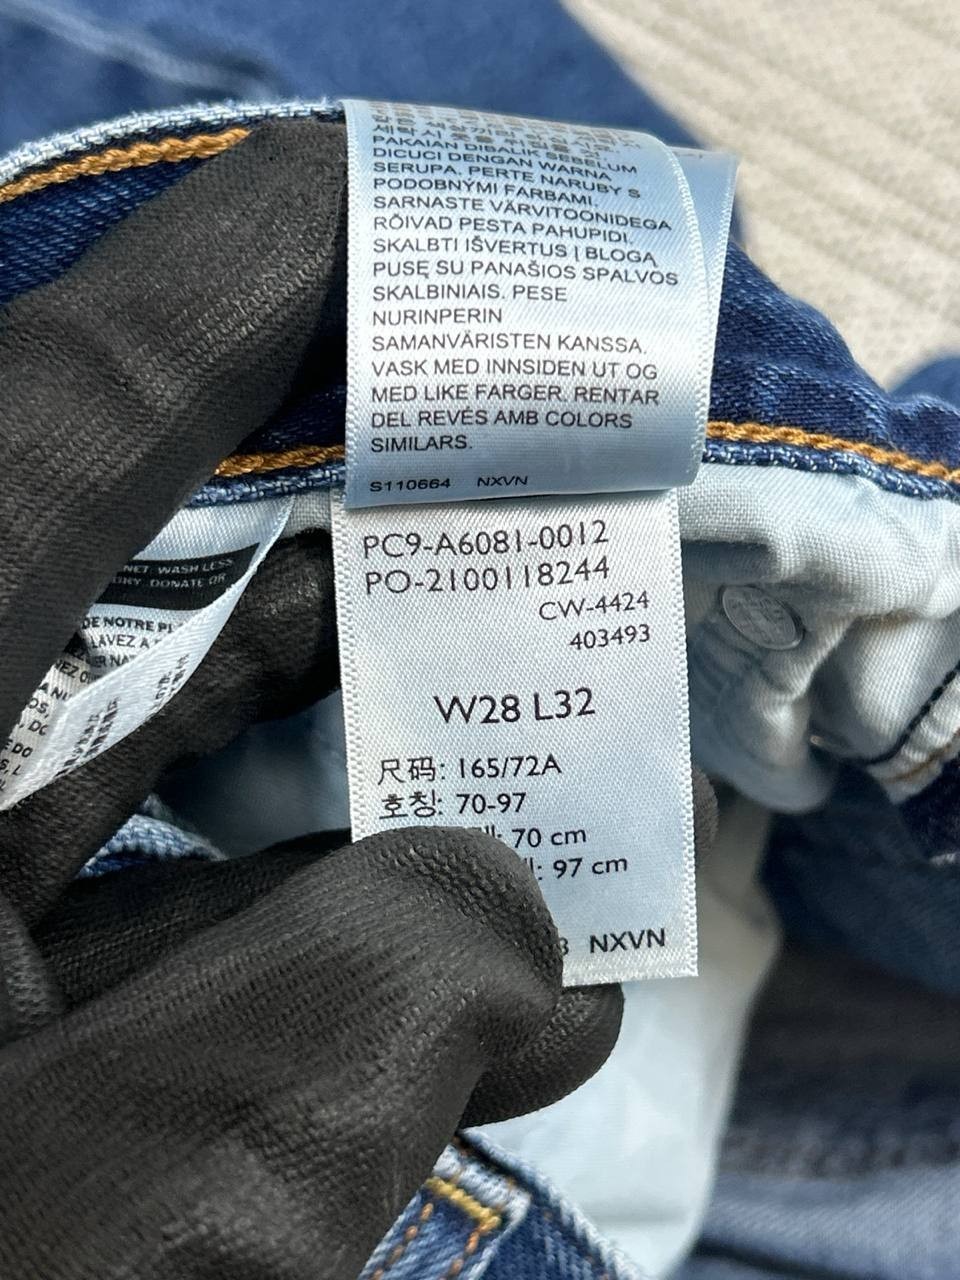 PAKAIAN DIBALIK SEBELUM
DICUCI DENGAN WARNA
SERUPA. PERTE NARUBY S
PODOBNÝMI FARBAMI.
SARNASTE VÄRVITOONIDEGA
RÕIVAD PESTA PAHUPIDI.
SKALBTI IŠVERTUS Į BLOGĄ
PUSĘ SU PANAŠIOS SPALVOS
SKALBINIAIS. PESE
NURINPERIN
SAMANVÄRISTEN KANSSA.
VASK MED INNSIDEN UT OG
MED LIKE FARGER. RENTAR
DEL REVÉS AMB COLORS
SIMILARS.
S110664 NXVN
PC9-A6081-0012
PO-2100118244
CW-4424
403493
W28 L32
尺码: 165/72A
호칭: 70-97
70 cm
97 cm
NXVN
WASH LESS
DONATE OR
DE NOTRE
LAVEZ A